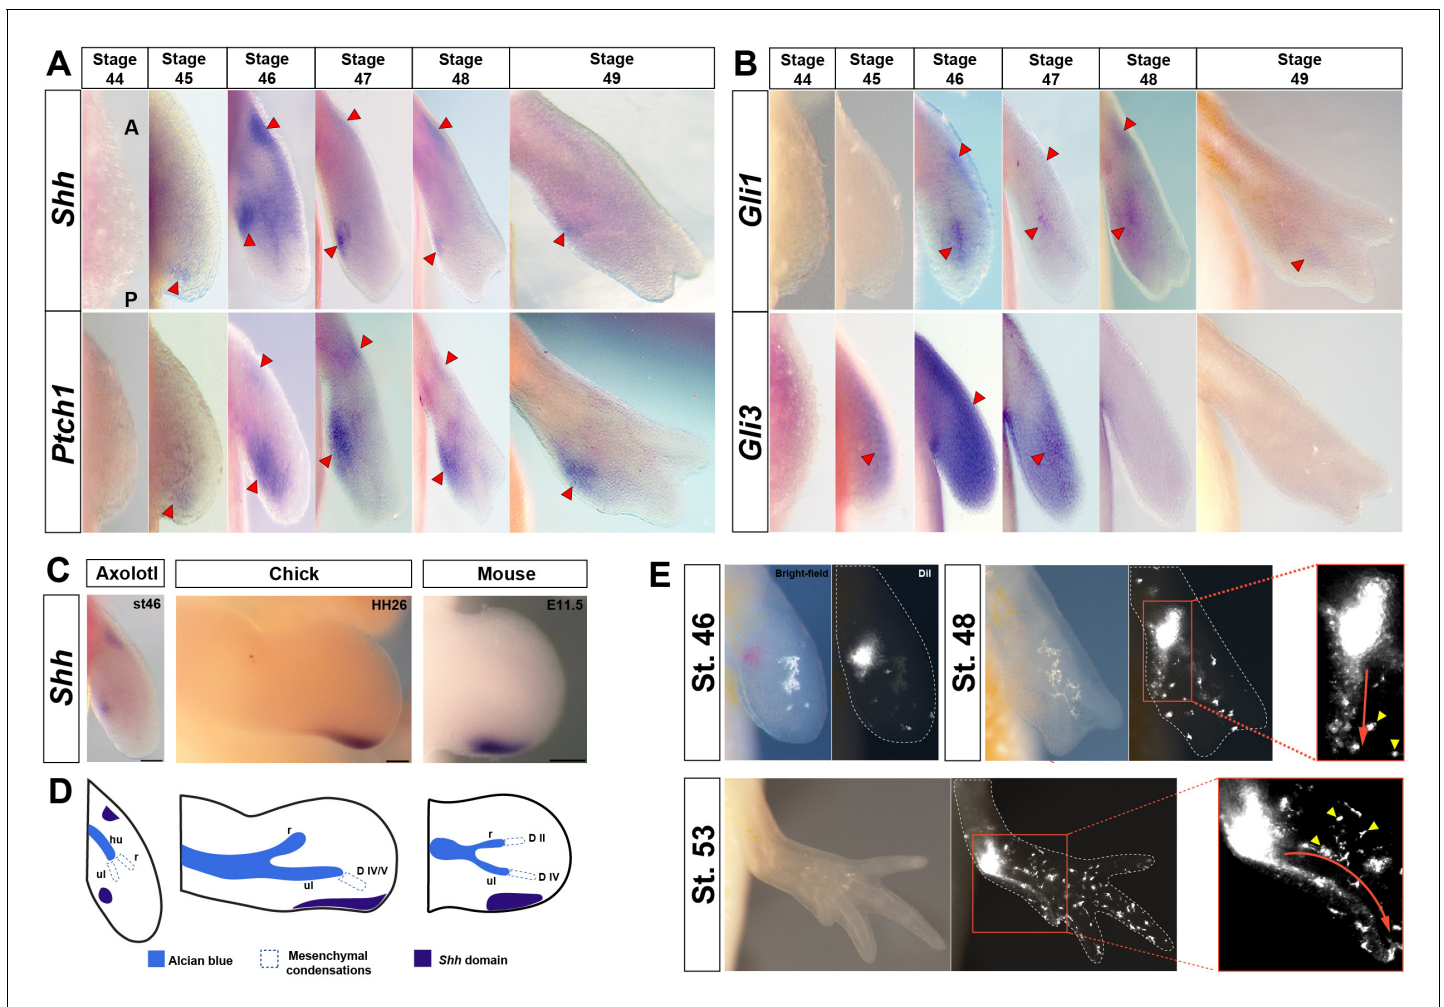 A
Stage
44
Stage
45
Stage
46
Stage
47
Stage
48
Stage
49
Shh
A
P
Ptch1
B
Stage
44
Stage
45
Stage
46
Stage
47
Stage
48
Stage
49
Gli1
Gli3
C
Axolotl
Chick
Mouse
Shh
st46
HH26
E11.5
D
hu
r
ul
r
ul
D IV/V
r
D II
ul
D IV
Alcian blue
Mesenchymal
condensations
Shh domain
E
St. 46
Bright-field
DiI
St. 48
St. 53